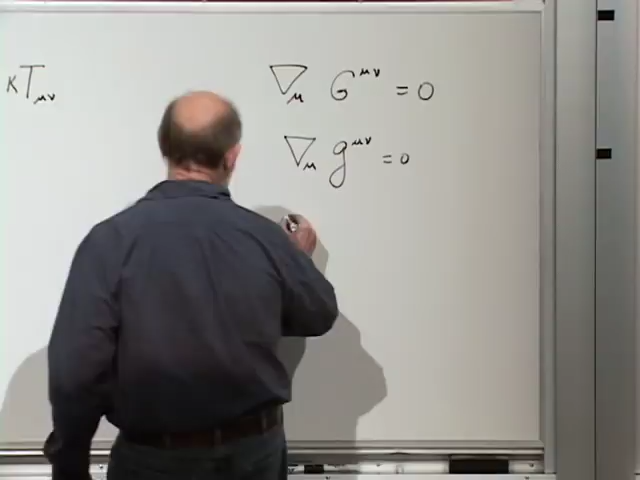 κT_μν
∇_μ G^μν = 0
∇_μ g^μν = 0